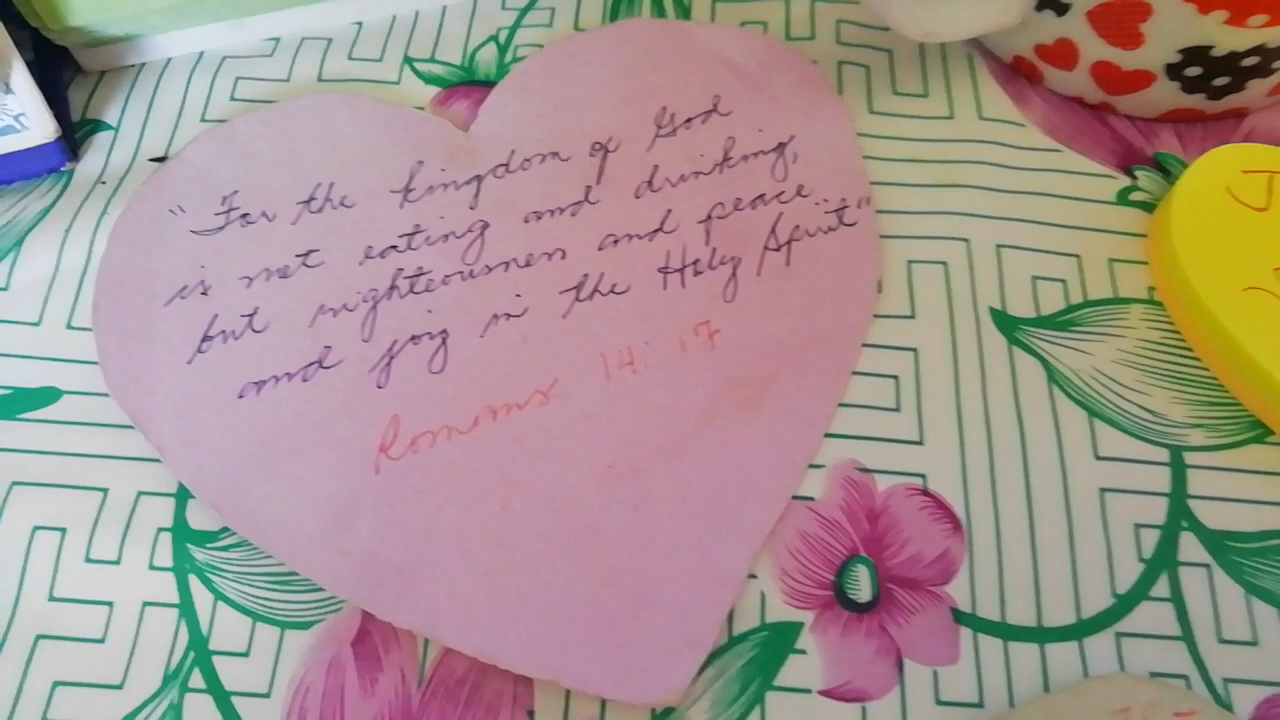 "For the kingdom of God
is not eating and drinking,
but righteousness and peace
and joy in the Holy Spirit"
Romans 14:17